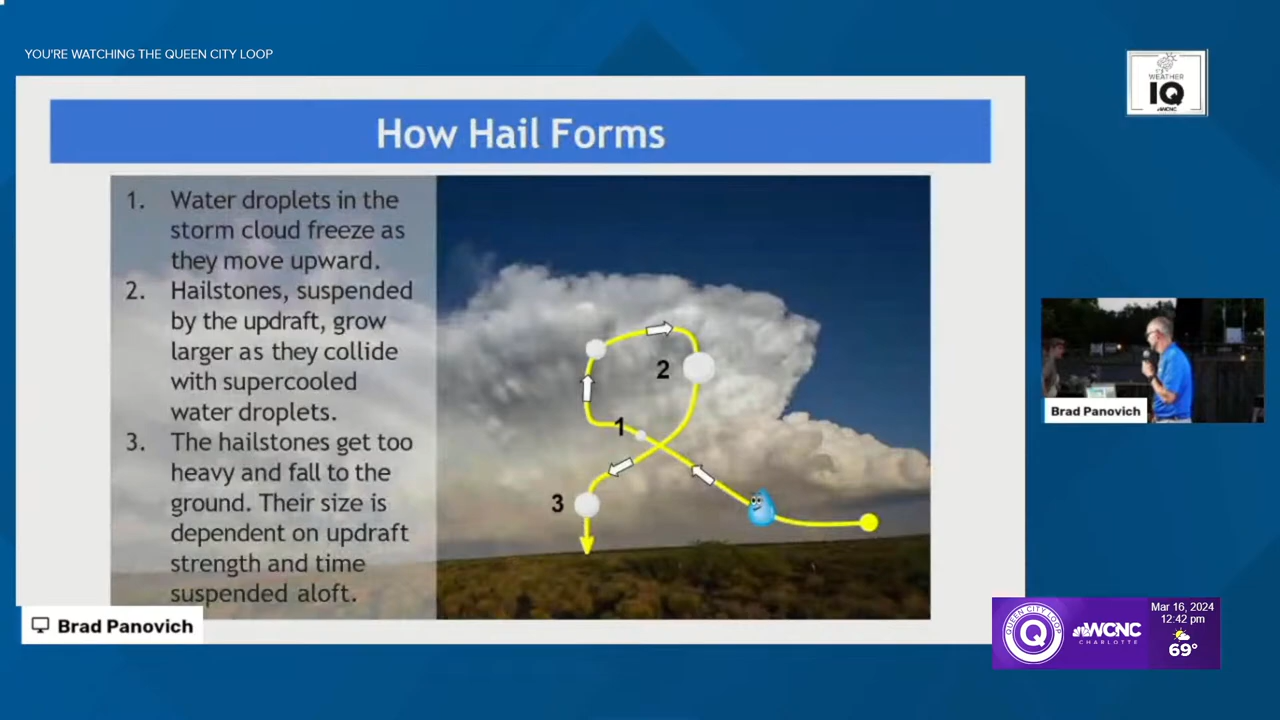 YOU'RE WATCHING THE QUEEN CITY LOOP
WEATHER
IQ
WCNC
How Hail Forms
1. Water droplets in the
storm cloud freeze as
they move upward.
2. Hailstones, suspended
by the updraft, grow
larger as they collide
with supercooled
water droplets.
3. The hailstones get too
heavy and fall to the
ground. Their size is
dependent on updraft
strength and time
suspended aloft.
2
1
3
Brad Panovich
Brad Panovich
QUEEN CITY LOOP
Q
WCNC
CHARLOTTE
Mar 16, 2024
12:42 pm
69°